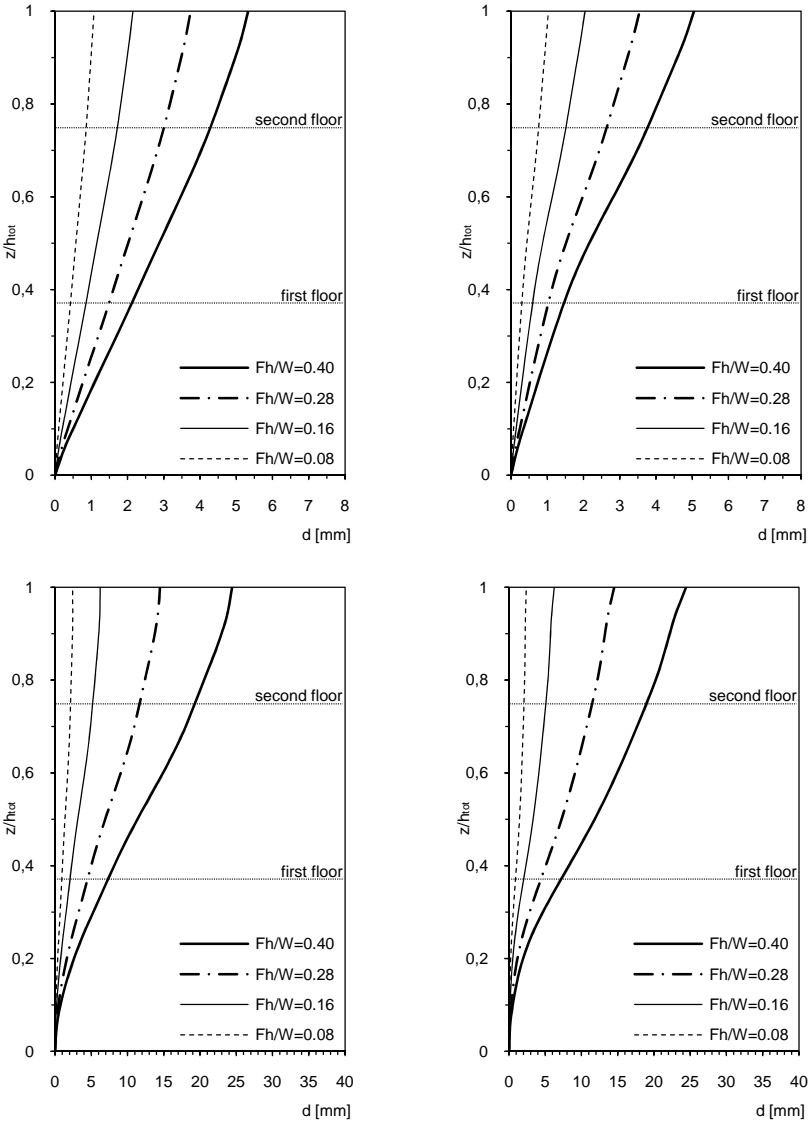 1
0,8
0,6
0,4
0,2
0
z/htot
second floor
first floor
Fh/W=0.40
Fh/W=0.28
Fh/W=0.16
Fh/W=0.08
0 1 2 3 4 5 6 7 8
d [mm]
1
0,8
0,6
0,4
0,2
0
z/htot
second floor
first floor
Fh/W=0.40
Fh/W=0.28
Fh/W=0.16
Fh/W=0.08
0 1 2 3 4 5 6 7 8
d [mm]
1
0,8
0,6
0,4
0,2
0
z/htot
second floor
first floor
Fh/W=0.40
Fh/W=0.28
Fh/W=0.16
Fh/W=0.08
0 5 10 15 20 25 30 35 40
d [mm]
1
0,8
0,6
0,4
0,2
0
z/htot
second floor
first floor
Fh/W=0.40
Fh/W=0.28
Fh/W=0.16
Fh/W=0.08
0 5 10 15 20 25 30 35 40
d [mm]